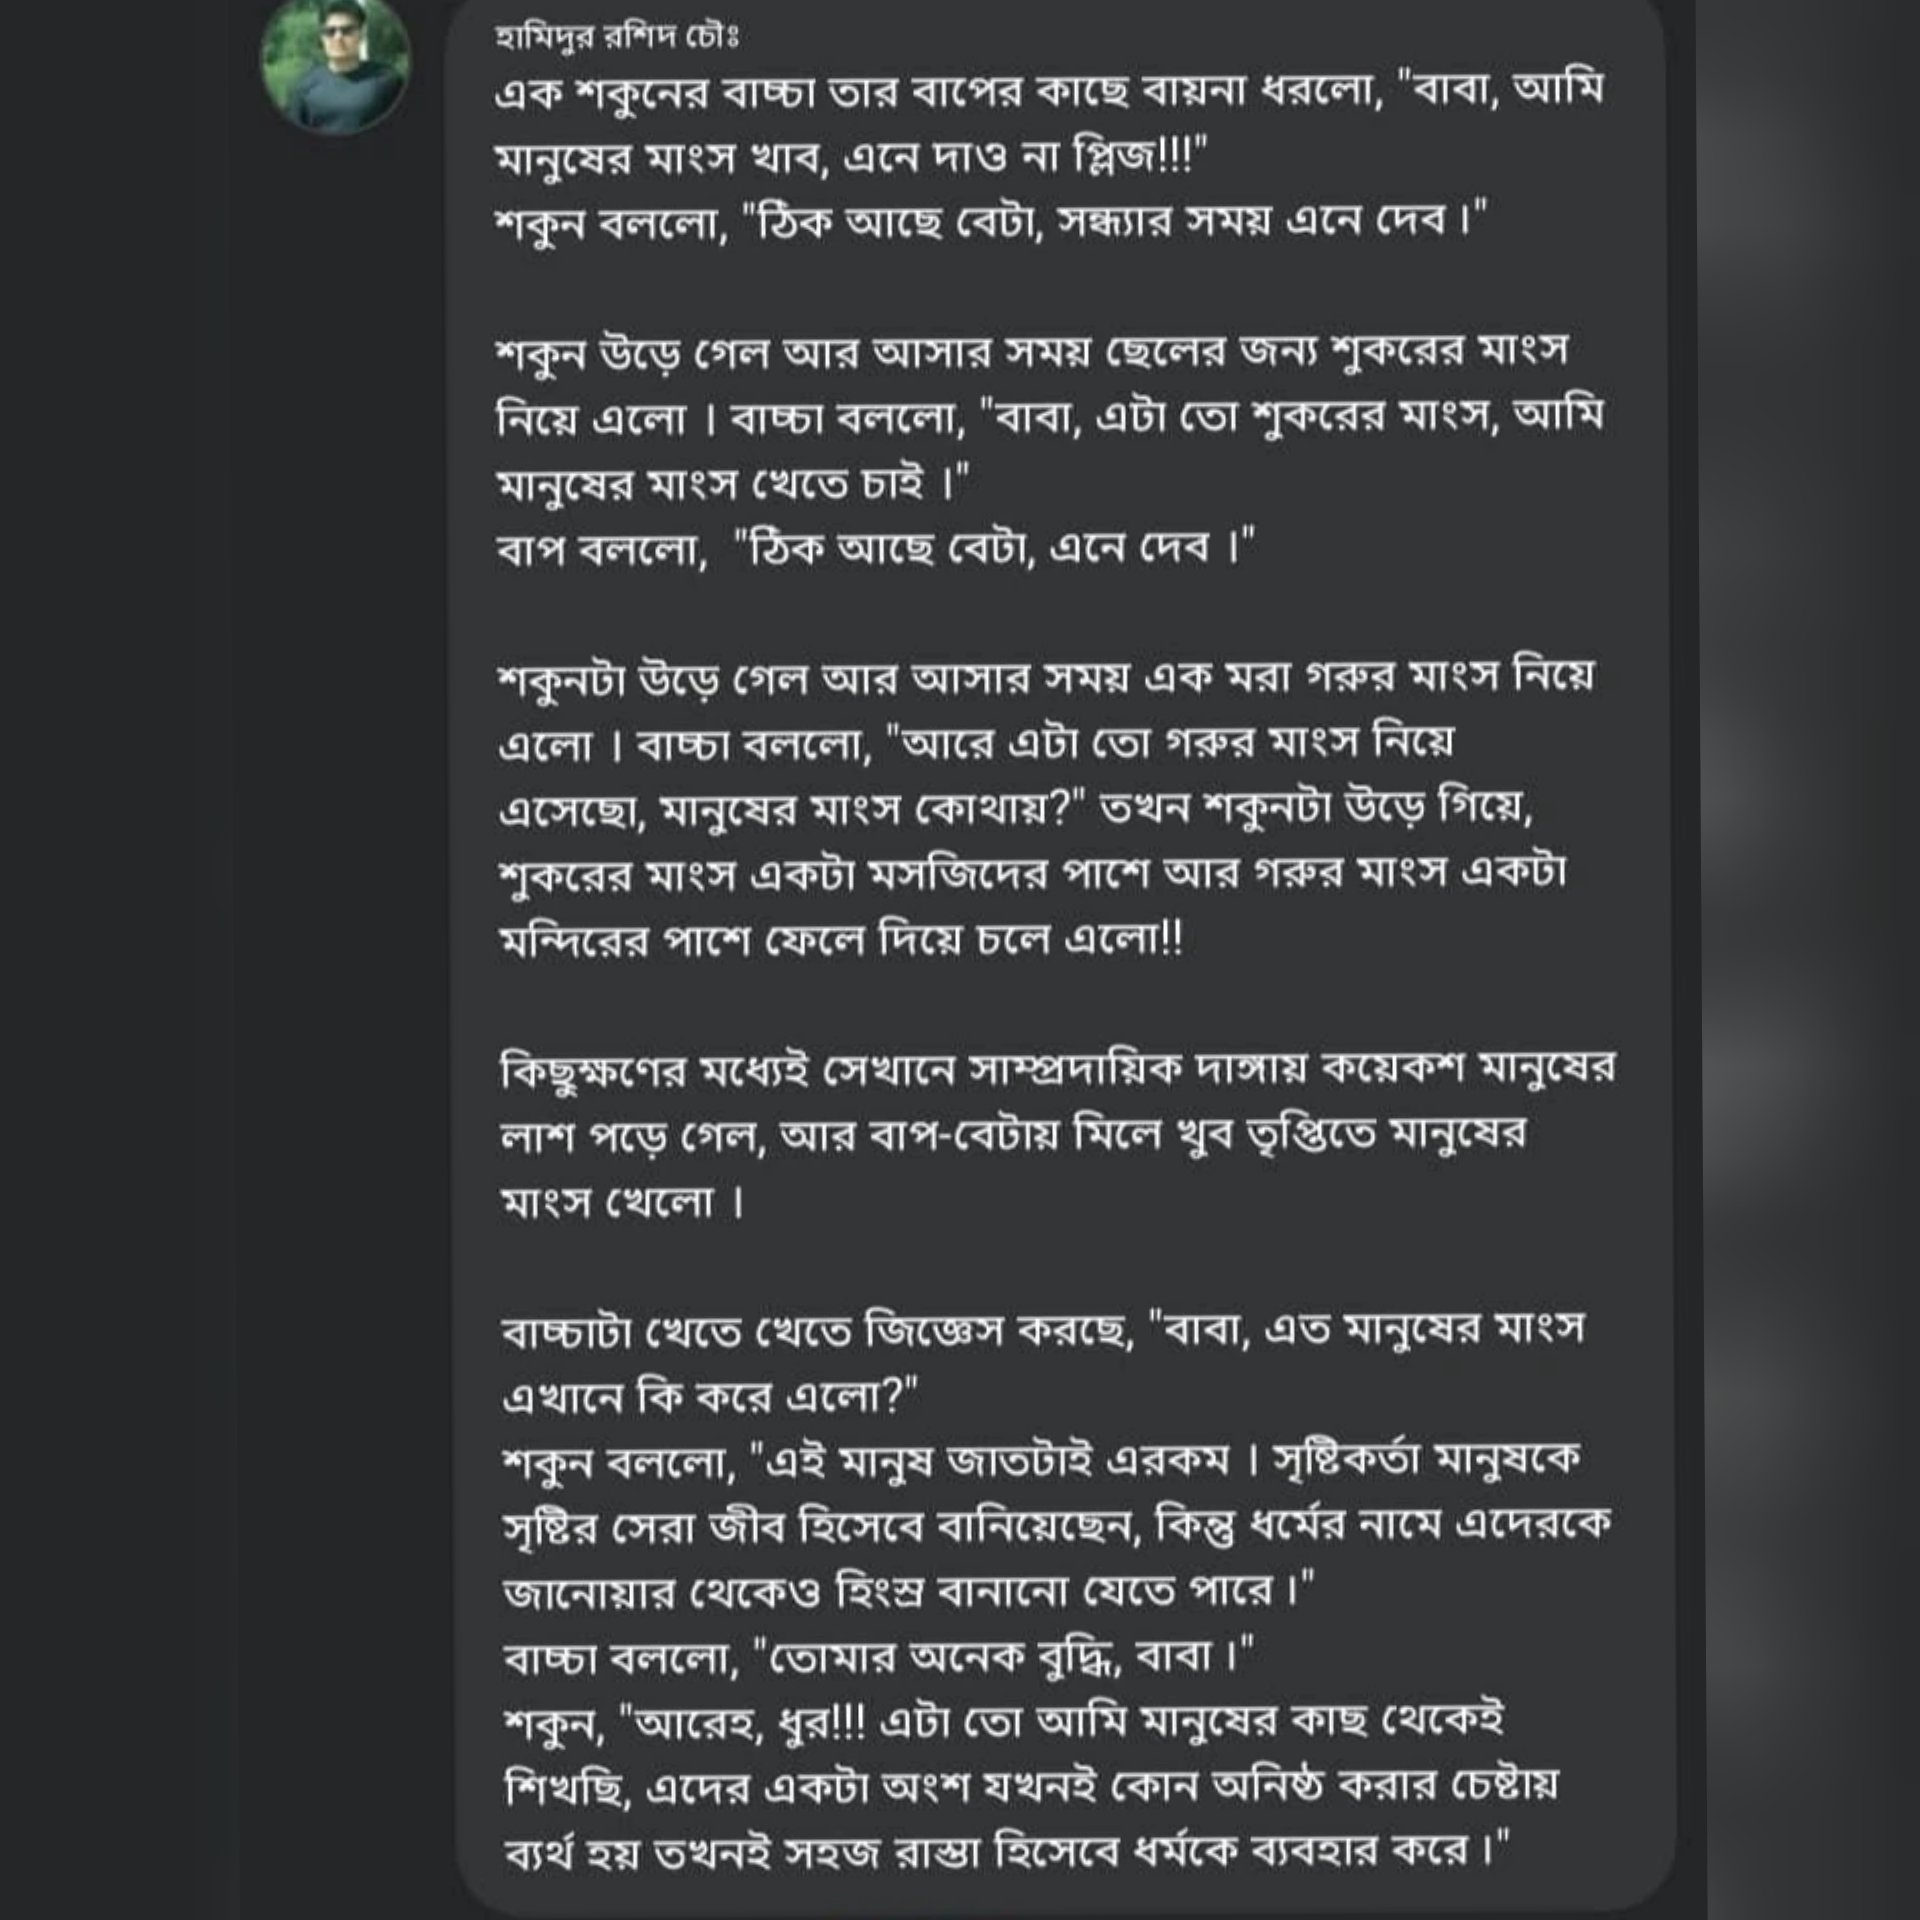 হামিদুর রশিদ চৌঃ
এক শকুনের বাচ্চা তার বাপের কাছে বায়না ধরলো, "বাবা, আমি
মানুষের মাংস খাব, এনে দাও না প্লিজ!!!"
শকুন বললো, "ঠিক আছে বেটা, সন্ধ্যার সময় এনে দেব।"
শকুন উড়ে গেল আর আসার সময় ছেলের জন্য শুকরের মাংস
নিয়ে এলো । বাচ্চা বললো, "বাবা, এটা তো শুকরের মাংস, আমি
মানুষের মাংস খেতে চাই ।"
বাপ বললো, "ঠিক আছে বেটা, এনে দেব ।"
শকুনটা উড়ে গেল আর আসার সময় এক মরা গরুর মাংস নিয়ে
এলো । বাচ্চা বললো, "আরে এটা তো গরুর মাংস নিয়ে
এসেছো, মানুষের মাংস কোথায়?" তখন শকুনটা উড়ে গিয়ে,
শুকরের মাংস একটা মসজিদের পাশে আর গরুর মাংস একটা
মন্দিরের পাশে ফেলে দিয়ে চলে এলো!!
কিছুক্ষণের মধ্যেই সেখানে সাম্প্রদায়িক দাঙ্গায় কয়েকশ মানুষের
লাশ পড়ে গেল, আর বাপ-বেটায় মিলে খুব তৃপ্তিতে মানুষের
মাংস খেলো ।
বাচ্চাটা খেতে খেতে জিজ্ঞেস করছে, "বাবা, এত মানুষের মাংস
এখানে কি করে এলো?"
শকুন বললো, "এই মানুষ জাতটাই এরকম । সৃষ্টিকর্তা মানুষকে
সৃষ্টির সেরা জীব হিসেবে বানিয়েছেন, কিন্তু ধর্মের নামে এদেরকে
জানোয়ার থেকেও হিংস্র বানানো যেতে পারে।"
বাচ্চা বললো, "তোমার অনেক বুদ্ধি, বাবা।"
শকুন, "আরেহ, ধুর!!! এটা তো আমি মানুষের কাছ থেকেই
শিখছি, এদের একটা অংশ যখনই কোন অনিষ্ঠ করার চেষ্টায়
ব্যর্থ হয় তখনই সহজ রাস্তা হিসেবে ধর্মকে ব্যবহার করে।"